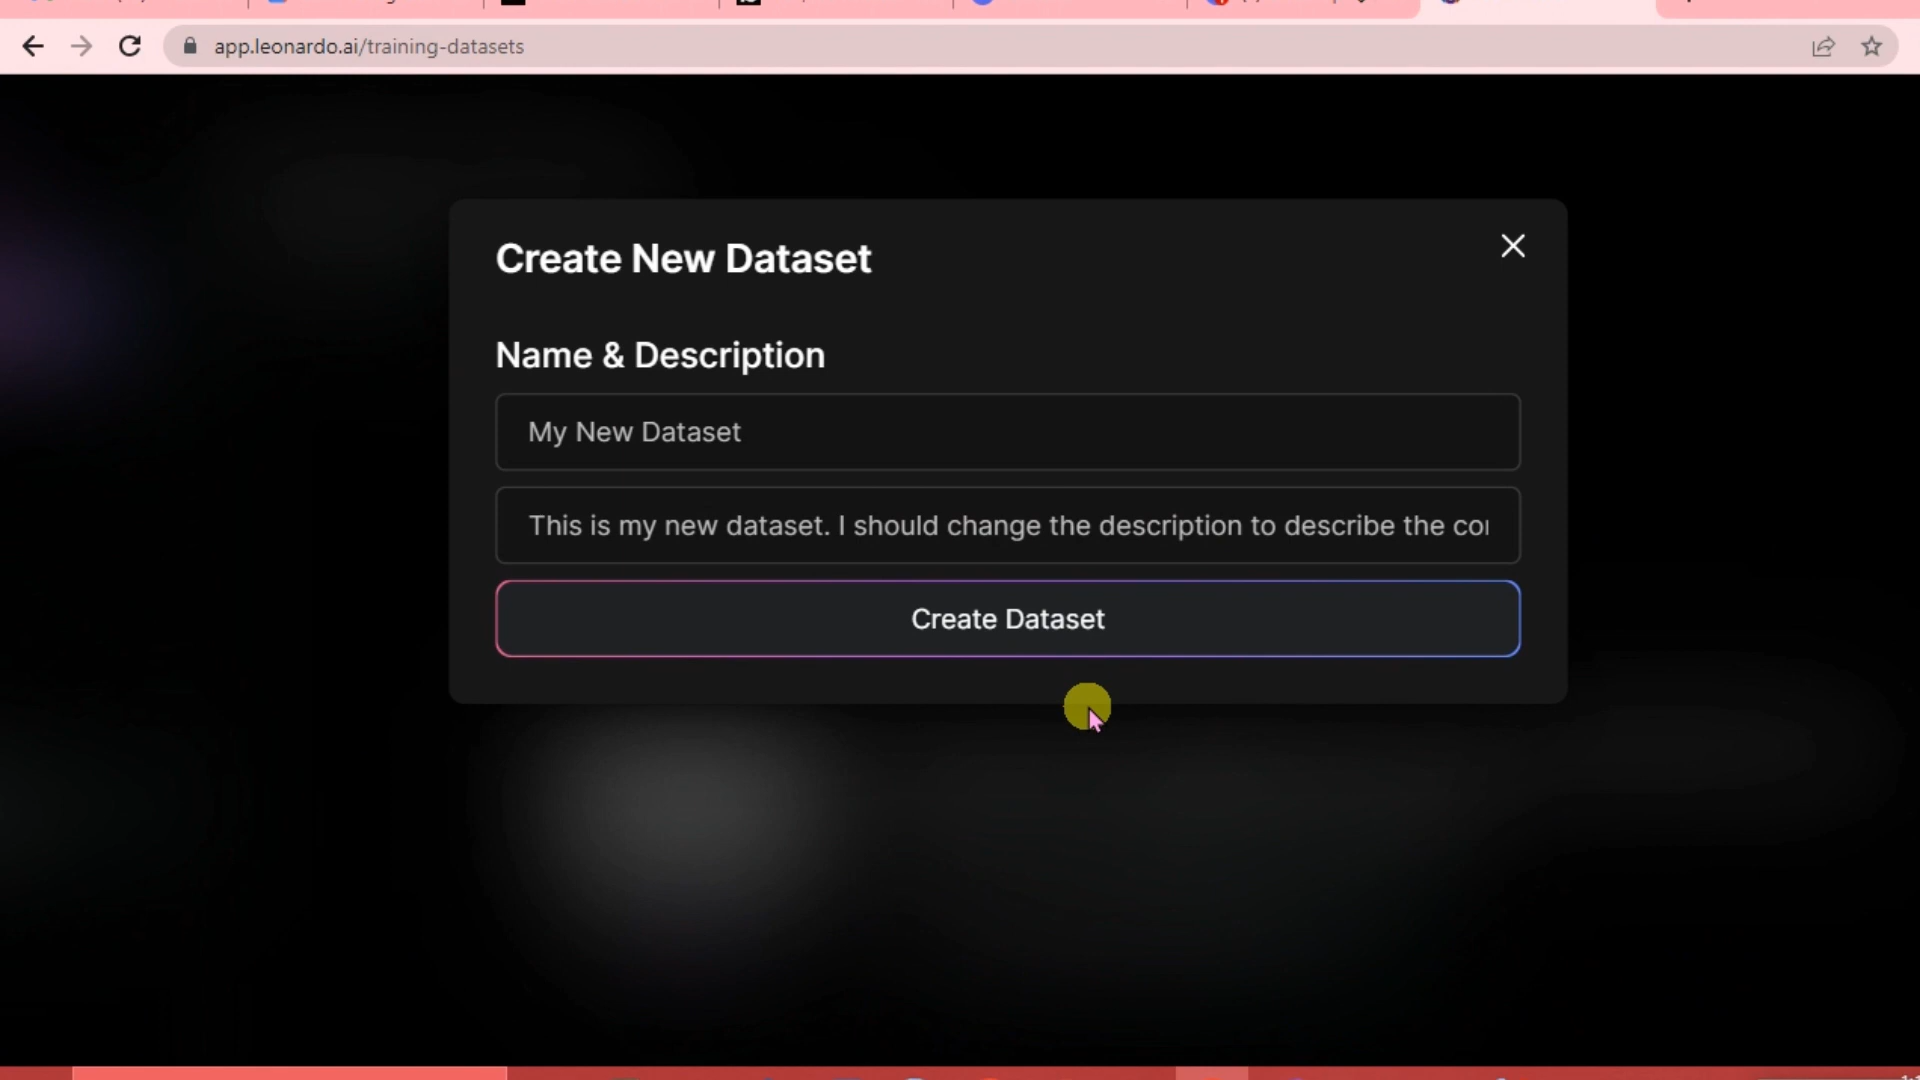 app.leonardo.ai/training-datasets
Create New Dataset
Name & Description
My New Dataset
This is my new dataset. I should change the description to describe the
Create Dataset